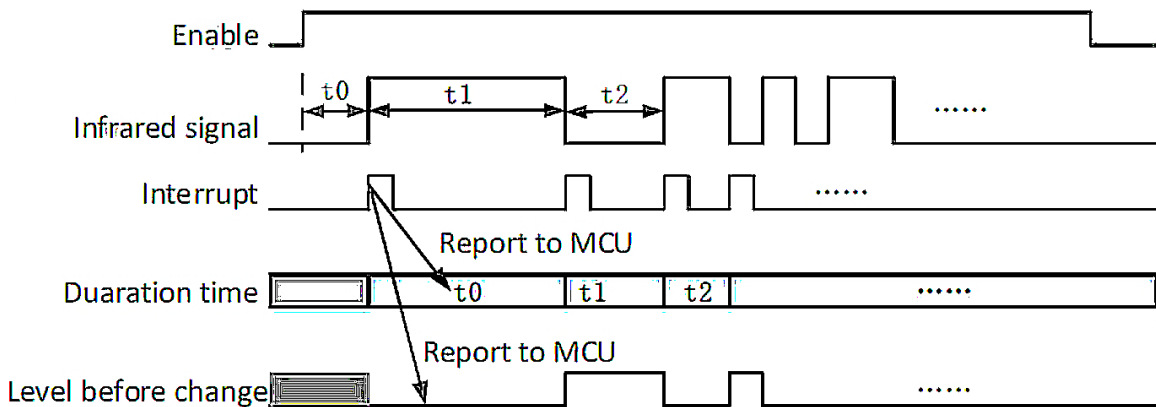 Enable
t0
t1
t2
Infrared signal
……
Interrupt
……
Report to MCU
Duaration time
t0
t1
t2
……
Report to MCU
Level before change
……